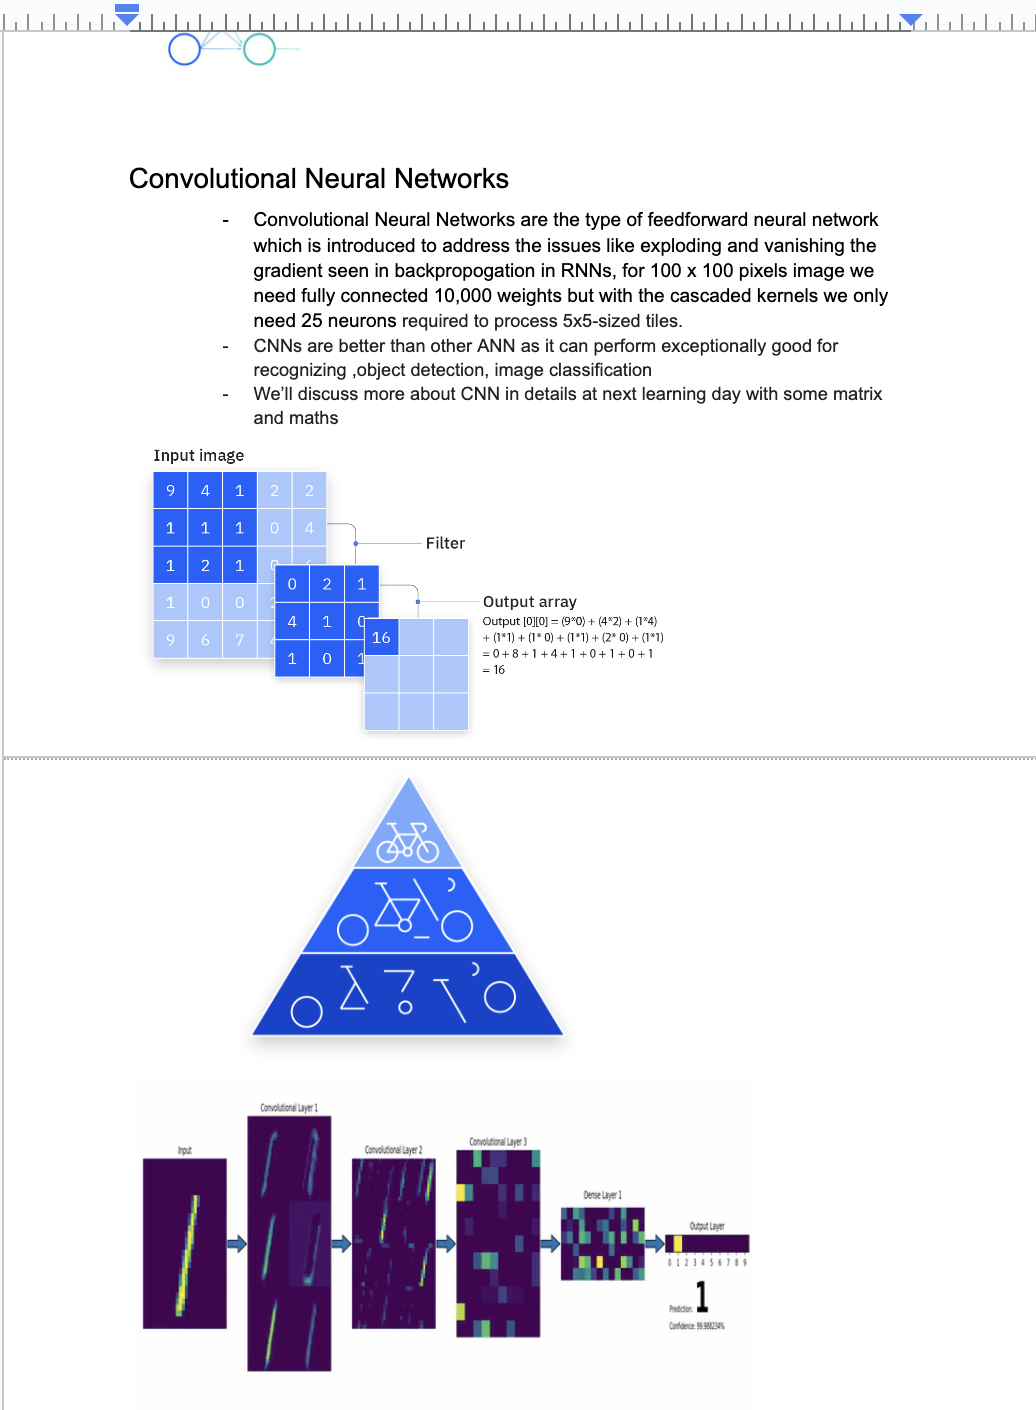 Convolutional Neural Networks
- Convolutional Neural Networks are the type of feedforward neural network
which is introduced to address the issues like exploding and vanishing the
gradient seen in backpropogation in RNNs, for 100 x 100 pixels image we
need fully connected 10,000 weights but with the cascaded kernels we only
need 25 neurons required to process 5x5-sized tiles.
- CNNs are better than other ANN as it can perform exceptionally good for
recognizing ,object detection, image classification
- We'll discuss more about CNN in details at next learning day with some matrix
and maths
Input image
9 4 1 2 2
1 1 1 0 4
1 2 1
1 0 0
9 6 7
Filter
0 2 1
4 1 0
1 0 1
Output array
16
Output [0][0] = (9*0) + (4*2) + (1*4)
+ (1*1) + (1* 0) + (1*1) + (2* 0) + (1*1)
= 0 + 8 + 1 + 4 + 1 + 0 + 1 + 0 + 1
= 16
Input
Convolutional Layer 1
Convolutional Layer 2
Convolutional Layer 3
Dense Layer 1
Output Layer
0 1 2 3 4 5 6 7 8 9
Prediction: 1
Confidence: 99.988234%